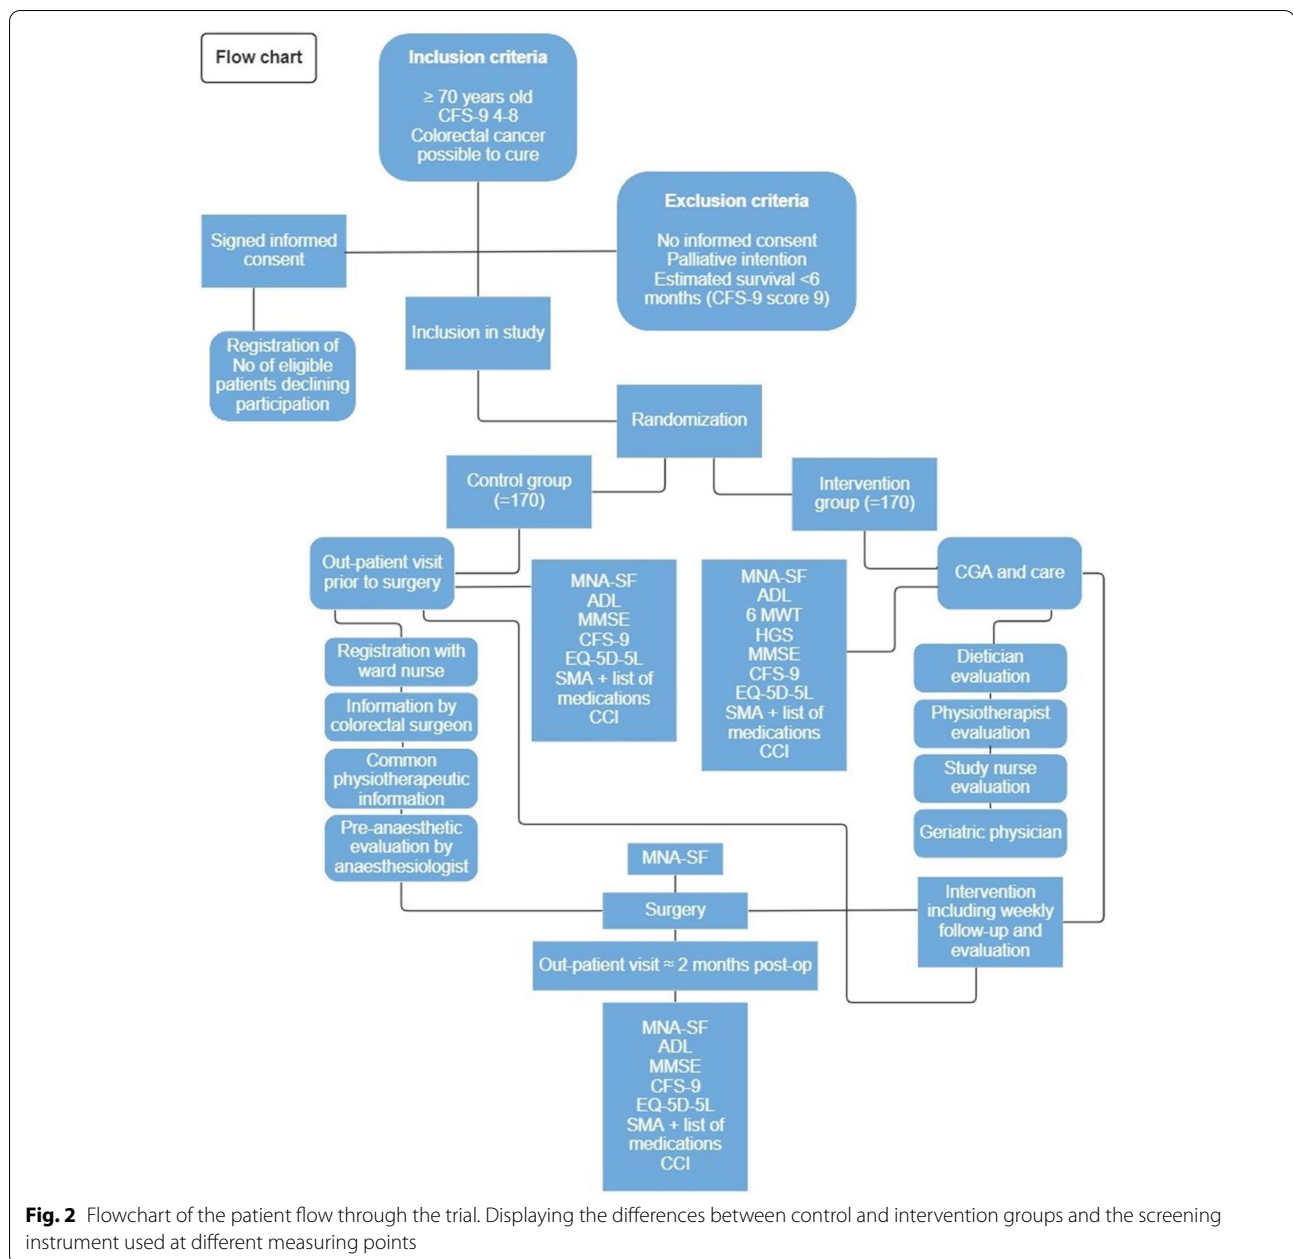 Flow chart
Inclusion criteria
≥ 70 years old
CFS-9 4-8
Colorectal cancer
possible to cure
Exclusion criteria
No informed consent
Palliative intention
Estimated survival <6
months (CFS-9 score 9)
Signed informed
consent
Registration of
No of eligible
patients declining
participation
Inclusion in study
Randomization
Control group
(=170)
Intervention
group (=170)
Out-patient visit
prior to surgery
MNA-SF
ADL
MMSE
CFS-9
EQ-5D-5L
SMA + list of
medications
CCI
MNA-SF
ADL
6 MWT
HGS
MMSE
CFS-9
EQ-5D-5L
SMA + list of
medications
CCI
CGA and care
Registration with
ward nurse
Information by
colorectal surgeon
Common
physiotherapeutic
information
Pre-anaesthetic
evaluation by
anaesthesiologist
Dietician
evaluation
Physiotherapist
evaluation
Study nurse
evaluation
Geriatric physician
MNA-SF
Surgery
Intervention
including weekly
follow-up and
evaluation
Out-patient visit ≈ 2 months post-op
MNA-SF
ADL
MMSE
CFS-9
EQ-5D-5L
SMA + list of
medications
CCI
Fig. 2 Flowchart of the patient flow through the trial. Displaying the differences between control and intervention groups and the screening
instrument used at different measuring points